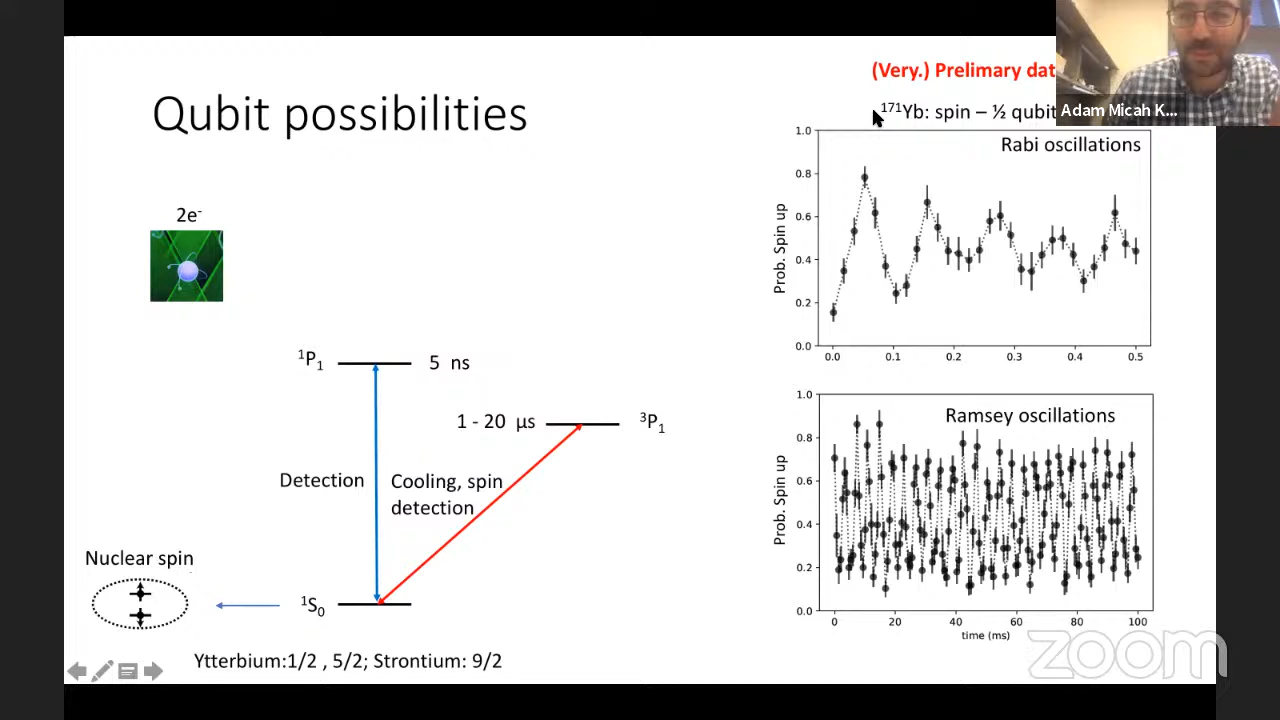 (Very.) Prelimary dat
Qubit possibilities
¹⁷¹Yb: spin – ½ qubit
Adam Micah K...
2e⁻
Rabi oscillations
Prob. Spin up
1.0
0.8
0.6
0.4
0.2
0.0
0.0 0.1 0.2 0.3 0.4 0.5
¹P₁
5 ns
1 - 20 µs
³P₁
Detection
Cooling, spin
detection
Nuclear spin
¹S₀
Ytterbium:1/2 , 5/2; Strontium: 9/2
Ramsey oscillations
Prob. Spin up
1.0
0.8
0.6
0.4
0.2
0.0
0 20 40 60 80 100
time (ms)
zoom